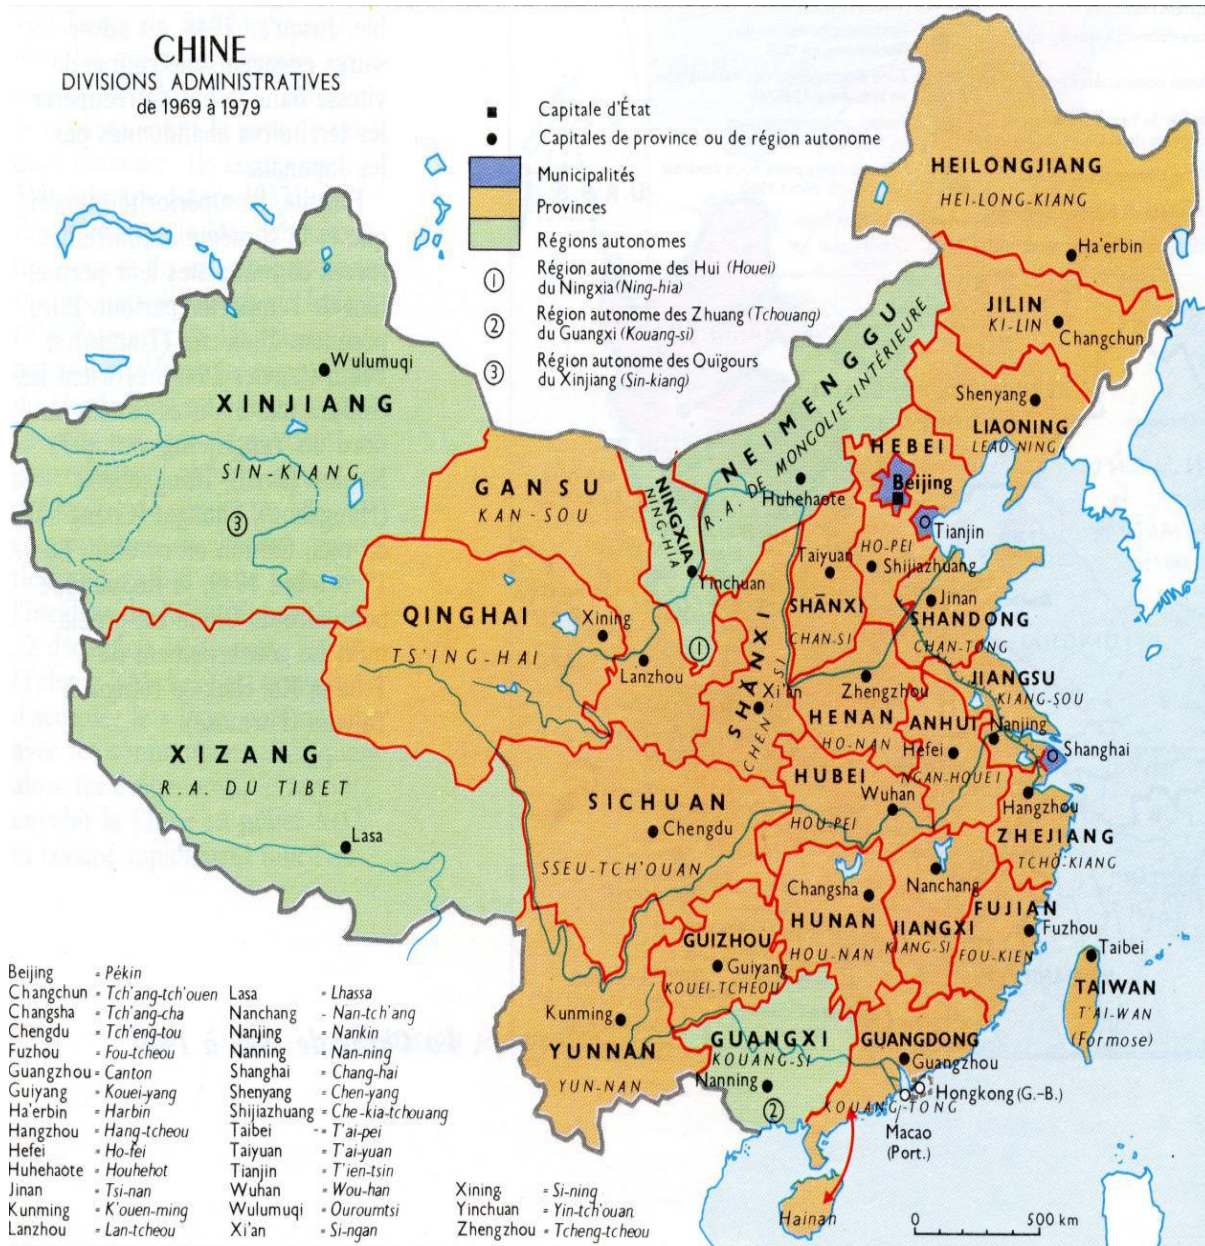 CHINE
DIVISIONS ADMINISTRATIVES
de 1969 à 1979
Capitale d'État
Capitales de province ou de région autonome
Municipalités
Provinces
Régions autonomes
1 Région autonome des Hui (Houei)
du Ningxia (Ning-hia)
2 Région autonome des Zhuang (Tchouang)
du Guangxi (Kouang-si)
3 Région autonome des Ouïgours
du Xinjiang (Sin-kiang)
HEILONGJIANG
HEI-LONG-KIANG
Ha'erbin
JILIN
KI-LIN
Changchun
Shenyang
LIAONING
LEAO-NING
NEIMENGGU
R.A. DE MONGOLIE-INTÉRIEURE
Huhehaote
HEBEI
Beijing
Tianjin
HO-PEI
Shijiazhuang
Wulumuqi
XINJIANG
SIN-KIANG
3
GANSU
KAN-SOU
NINGXIA
NING-HIA
Yinchuan
1
Taiyuan
SHĀNXI
CHAN-SI
Jinan
SHANDONG
CHAN-TONG
QINGHAI
TS'ING-HAI
Xining
Lanzhou
SHǍNXI
CHEN-SI
Xi'an
Zhengzhou
HENAN
HO-NAN
JIANGSU
KIANG-SOU
ANHUI
Nanjing
Hefei
NGAN-HOUEI
Shanghai
XIZANG
R.A. DU TIBET
Lasa
SICHUAN
Chengdu
SSEU-TCH'OUAN
HUBEI
Wuhan
HOU-PEI
Hangzhou
ZHEJIANG
TCHÖ-KIANG
Changsha
HUNAN
HOU-NAN
Nanchang
JIANGXI
KIANG-SI
FUJIAN
Fuzhou
FOU-KIEN
GUIZHOU
Guiyang
KOUEI-TCHEOU
Taibei
TAIWAN
T'AI-WAN
(Formose)
Kunming
YUNNAN
YUN-NAN
GUANGXI
KOUANG-SI
Nanning
2
GUANGDONG
Guangzhou
KOUANG-TONG
Hongkong (G.-B.)
Macao
(Port.)
Hainan
0 500 km
Beijing = Pékin
Changchun = Tch'ang-tch'ouen
Changsha = Tch'ang-cha
Chengdu = Tch'eng-tou
Fuzhou = Fou-tcheou
Guangzhou = Canton
Guiyang = Kouei-yang
Ha'erbin = Harbin
Hangzhou = Hang-tcheou
Hefei = Ho-fei
Huhehaote = Houhehot
Jinan = Tsi-nan
Kunming = K'ouen-ming
Lanzhou = Lan-tcheou
Lasa = Lhassa
Nanchang - Nan-tch'ang
Nanjing = Nankin
Nanning = Nan-ning
Shanghai = Chang-hai
Shenyang = Chen-yang
Shijiazhuang = Che-kia-tchouang
Taibei = T'ai-pei
Taiyuan = T'ai-yuan
Tianjin = T'ien-tsin
Wuhan = Wou-han
Wulumuqi = Ouroumtsi
Xi'an = Si-ngan
Xining = Si-ning
Yinchuan = Yin-tch'ouan
Zhengzhou = Tcheng-tcheou